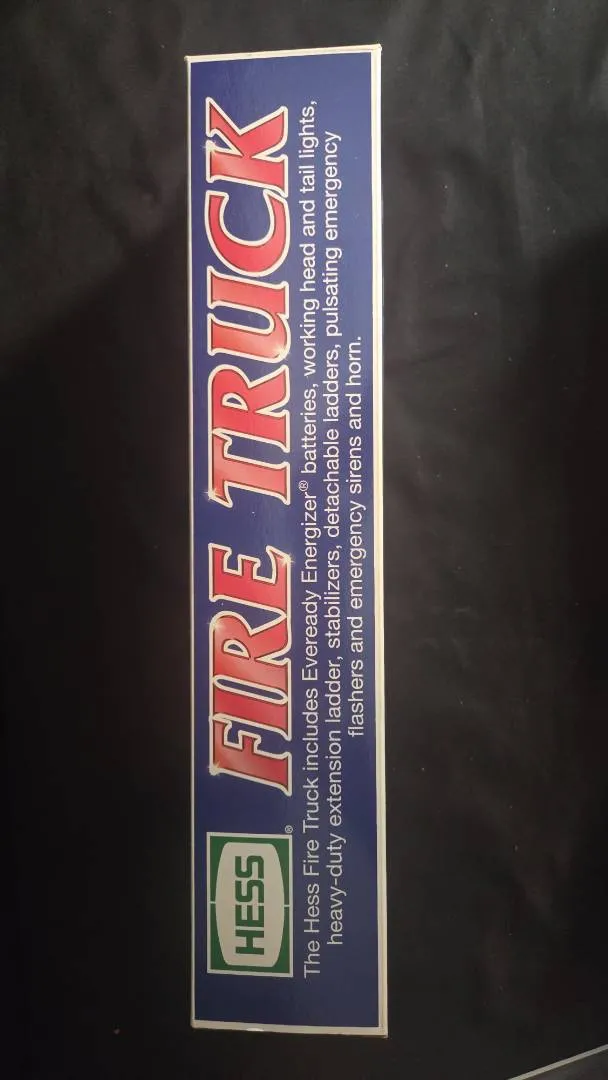 HESS®
FIRE TRUCK
The Hess Fire Truck includes Eveready Energizer® batteries, working head and tail lights,
heavy-duty extension ladder, stabilizers, detachable ladders, pulsating emergency
flashers and emergency sirens and horn.